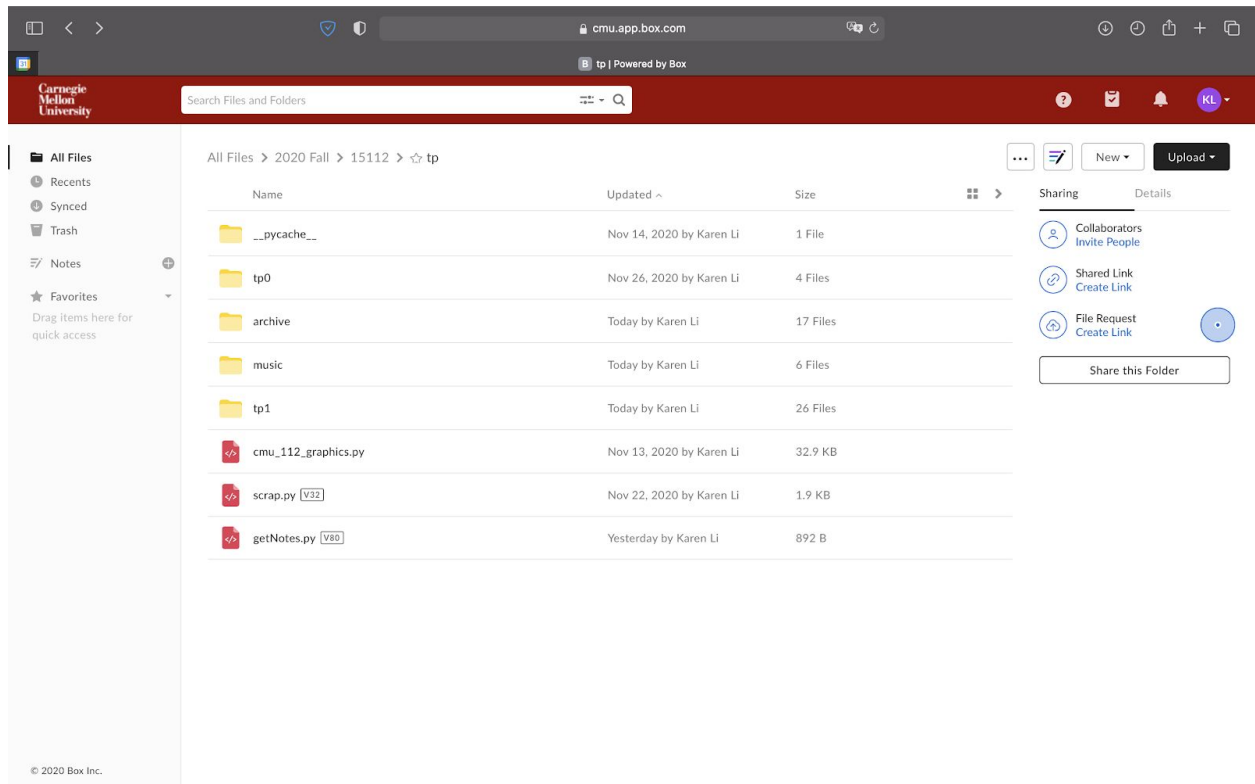 cmu.app.box.com
31
B tp | Powered by Box
Carnegie
Mellon
University
Search Files and Folders
?
KL
All Files
Recents
Synced
Trash
Notes
Favorites
Drag items here for
quick access
All Files > 2020 Fall > 15112 > tp
...
New
Upload
Name Updated Size
__pycache__ Nov 14, 2020 by Karen Li 1 File
tp0 Nov 26, 2020 by Karen Li 4 Files
archive Today by Karen Li 17 Files
music Today by Karen Li 6 Files
tp1 Today by Karen Li 26 Files
cmu_112_graphics.py Nov 13, 2020 by Karen Li 32.9 KB
scrap.py V32 Nov 22, 2020 by Karen Li 1.9 KB
getNotes.py V80 Yesterday by Karen Li 892 B
Sharing Details
Collaborators
Invite People
Shared Link
Create Link
File Request
Create Link
Share this Folder
© 2020 Box Inc.